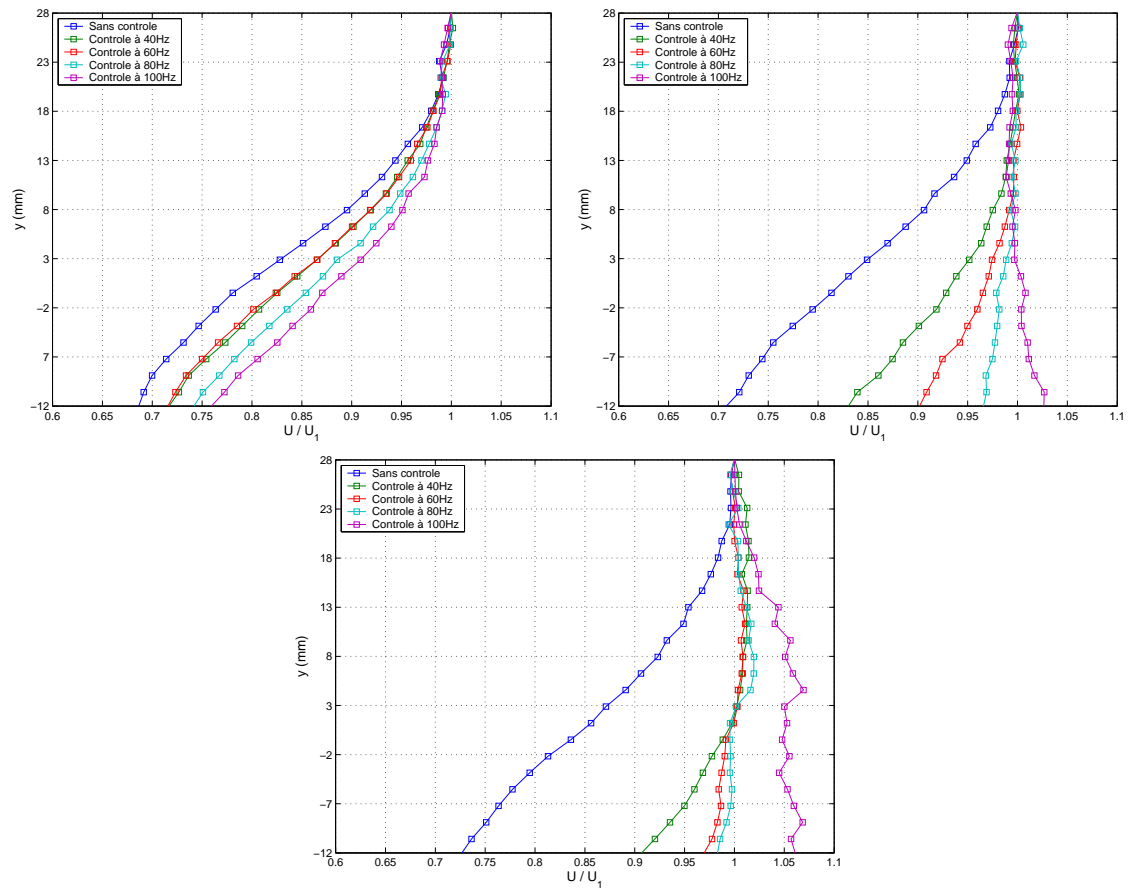 28
23
18
13
8
3
−2
−7
−12
y (mm)
Sans controle
Controle à 40Hz
Controle à 60Hz
Controle à 80Hz
Controle à 100Hz
0.6 0.65 0.7 0.75 0.8 0.85 0.9 0.95 1 1.05 1.1
U / U1
28
23
18
13
8
3
−2
−7
−12
y (mm)
Sans controle
Controle à 40Hz
Controle à 60Hz
Controle à 80Hz
Controle à 100Hz
0.6 0.65 0.7 0.75 0.8 0.85 0.9 0.95 1 1.05 1.1
U / U1
28
23
18
13
8
3
−2
−7
−12
y (mm)
Sans controle
Controle à 40Hz
Controle à 60Hz
Controle à 80Hz
Controle à 100Hz
0.6 0.65 0.7 0.75 0.8 0.85 0.9 0.95 1 1.05 1.1
U / U1